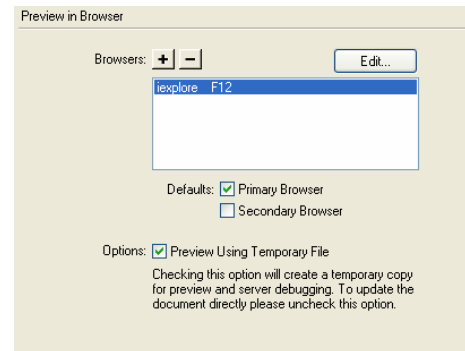 Preview in Browser
Browsers: + − Edit...
iexplore F12
Defaults: Primary Browser
Secondary Browser
Options: Preview Using Temporary File
Checking this option will create a temporary copy
for preview and server debugging. To update the
document directly please uncheck this option.